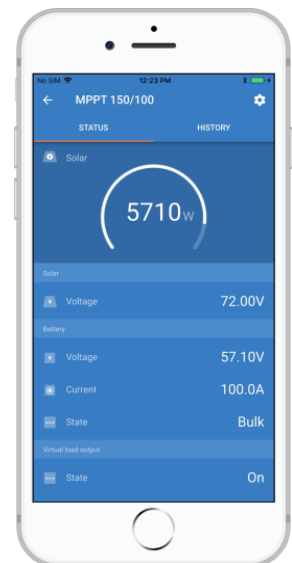 No SIM 12:23 PM
MPPT 150/100
STATUS HISTORY
Solar
5710W
Solar
Voltage 72.00V
Battery
Voltage 57.10V
Current 100.0A
State Bulk
Virtual load output
State On